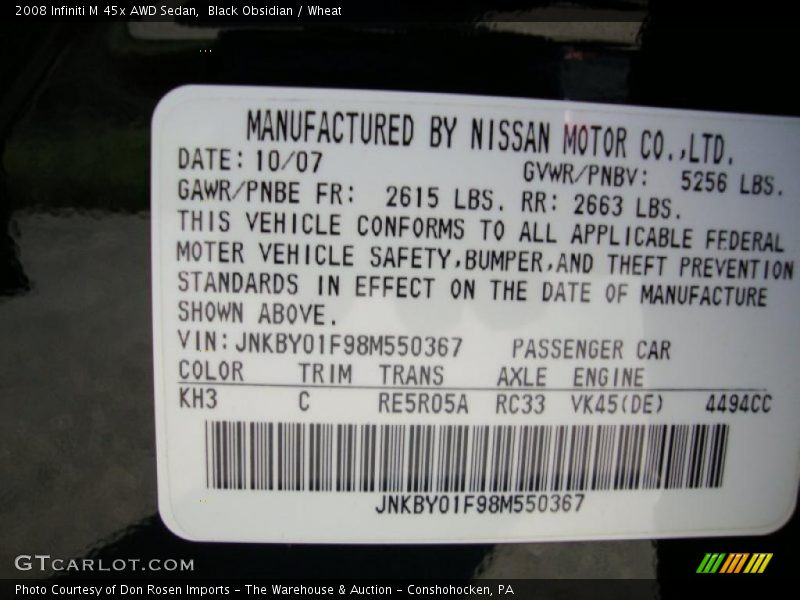 2008 Infiniti M 45x AWD Sedan,  Black Obsidian / Wheat
MANUFACTURED BY NISSAN MOTOR CO.,LTD.
DATE: 10/07 GVWR/PNBV: 5256 LBS.
GAWR/PNBE FR: 2615 LBS. RR: 2663 LBS.
THIS VEHICLE CONFORMS TO ALL APPLICABLE FEDERAL
MOTER VEHICLE SAFETY,BUMPER,AND THEFT PREVENTION
STANDARDS IN EFFECT ON THE DATE OF MANUFACTURE
SHOWN ABOVE.
VIN: JNKBY01F98M550367 PASSENGER CAR
COLOR TRIM TRANS AXLE ENGINE
KH3 C RE5R05A RC33 VK45(DE) 4494CC
JNKBY01F98M550367
GTCARLOT.COM
Photo Courtesy of Don Rosen Imports - The Warehouse & Auction - Conshohocken, PA